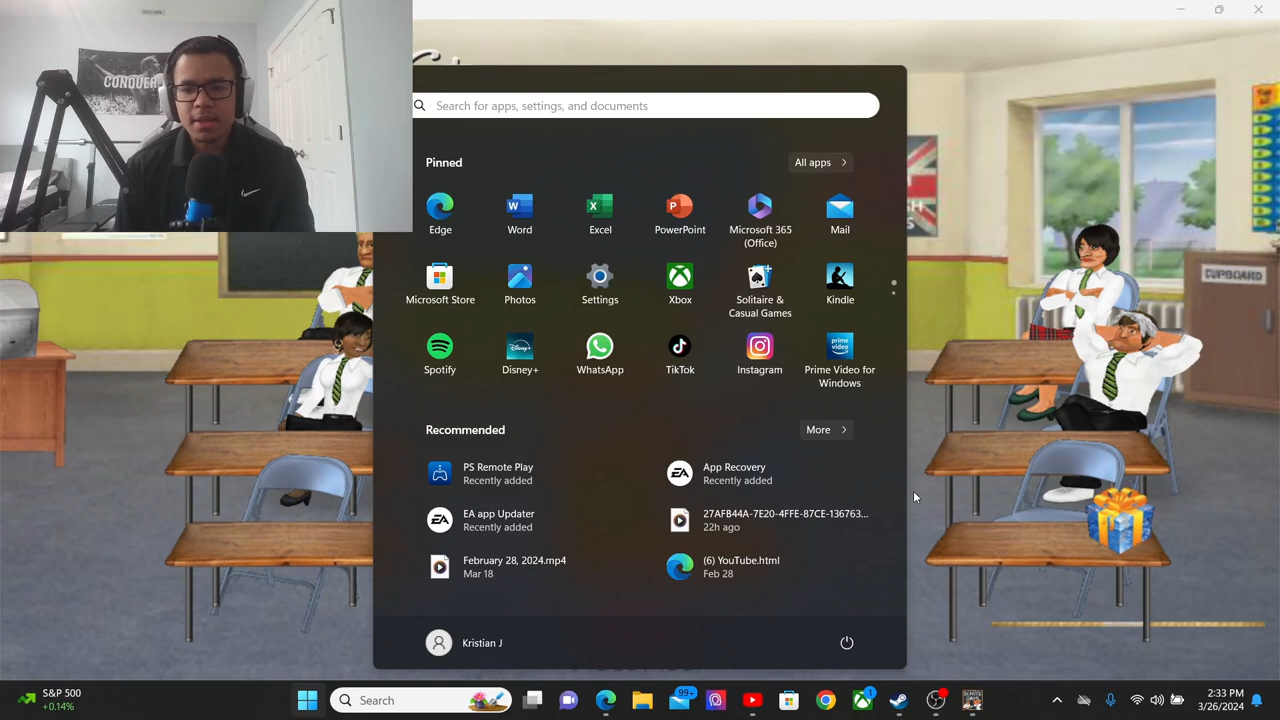 CONQUER
Search for apps, settings, and documents
Pinned
All apps
Edge
Word
Excel
PowerPoint
Microsoft 365
(Office)
Mail
Microsoft Store
Photos
Settings
Xbox
Solitaire &
Casual Games
Kindle
Spotify
Disney+
WhatsApp
TikTok
Instagram
Prime Video for
Windows
Recommended
More
PS Remote Play
Recently added
App Recovery
Recently added
EA app Updater
Recently added
27AFB44A-7E20-4FFE-87CE-136763...
22h ago
February 28, 2024.mp4
Mar 18
(6) YouTube.html
Feb 28
Kristian J
CUPBOARD
S&P 500
+0.14%
Search
99+
1
2:33 PM
3/26/2024